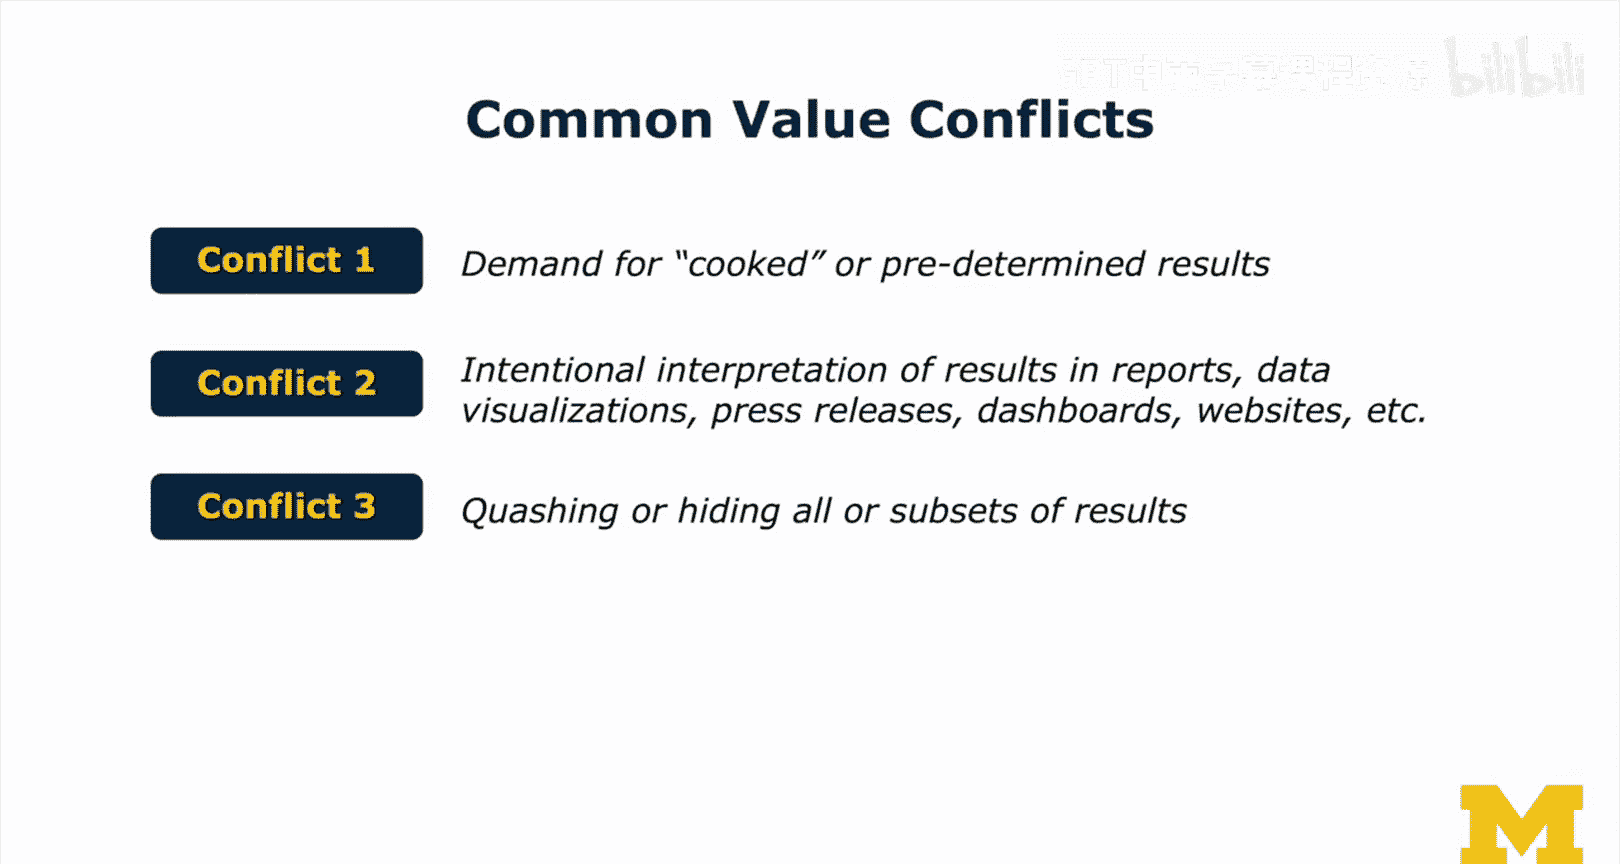 bilibili
Common Value Conflicts
Conflict 1
Demand for “cooked” or pre-determined results
Conflict 2
Intentional interpretation of results in reports, data
visualizations, press releases, dashboards, websites, etc.
Conflict 3
Quashing or hiding all or subsets of results
M